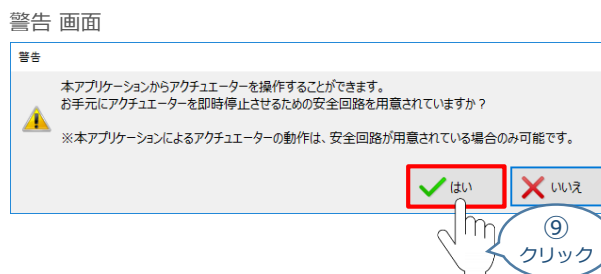 警告 画面
警告
本アプリケーションからアクチュエーターを操作することができます。
お手元にアクチュエーターを即時停止させるための安全回路を用意されていますか？
※本アプリケーションによるアクチュエーターの動作は、安全回路が用意されている場合のみ可能です。
はい
いいえ
⑨
クリック